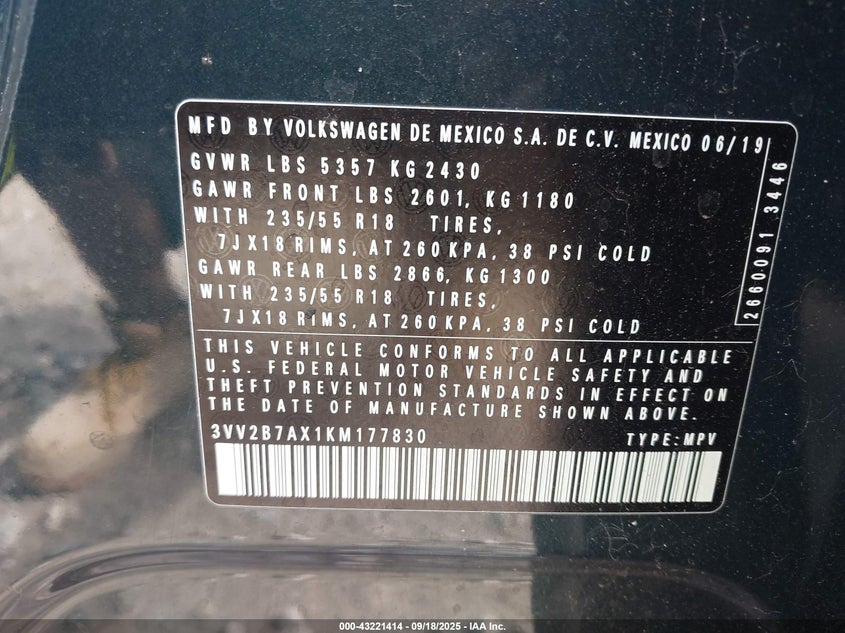 MFD BY VOLKSWAGEN DE MEXICO S.A. DE C.V. MEXICO 06/19
GVWR LBS 5357 KG 2430
GAWR FRONT LBS 2601, KG 1180
WITH 235/55 R18 TIRES,
7JX18 RIMS, AT 260 KPA, 38 PSI COLD
GAWR REAR LBS 2866, KG 1300
WITH 235/55 R18 TIRES,
7JX18 RIMS, AT 260 KPA, 38 PSI COLD
2660091 3446
THIS VEHICLE CONFORMS TO ALL APPLICABLE
U.S. FEDERAL MOTOR VEHICLE SAFETY AND
THEFT PREVENTION STANDARDS IN EFFECT ON
THE DATE OF MANUFACTURE SHOWN ABOVE.
3VV2B7AX1KM177830 TYPE: MPV
000-43221414 - 09/18/2025 - IAA Inc.